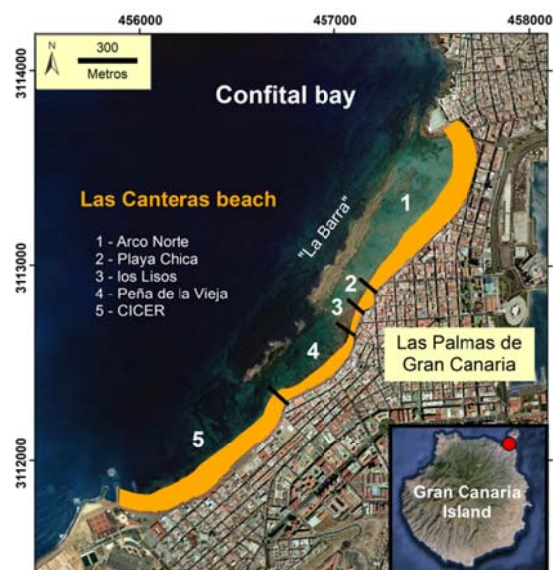 456000
457000
458000
3114000
3113000
3112000
N
300
Metros
Confital bay
Las Canteras beach
1 - Arco Norte
2 - Playa Chica
3 - los Lisos
4 - Peña de la Vieja
5 - CICER
"La Barra"
1
2
3
4
5
Las Palmas de
Gran Canaria
Gran Canaria
Island